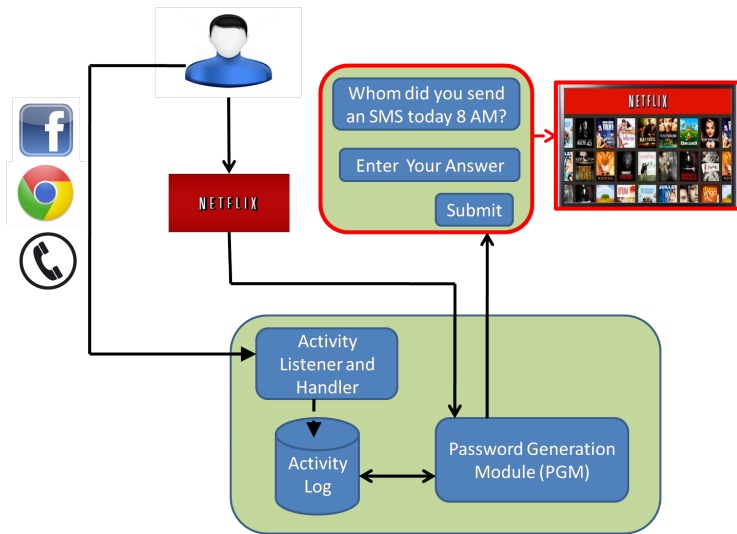 Whom did you send
an SMS today 8 AM?
Enter Your Answer
Submit
NETFLIX
NETFLIX
Activity
Listener and
Handler
Activity
Log
Password Generation
Module (PGM)